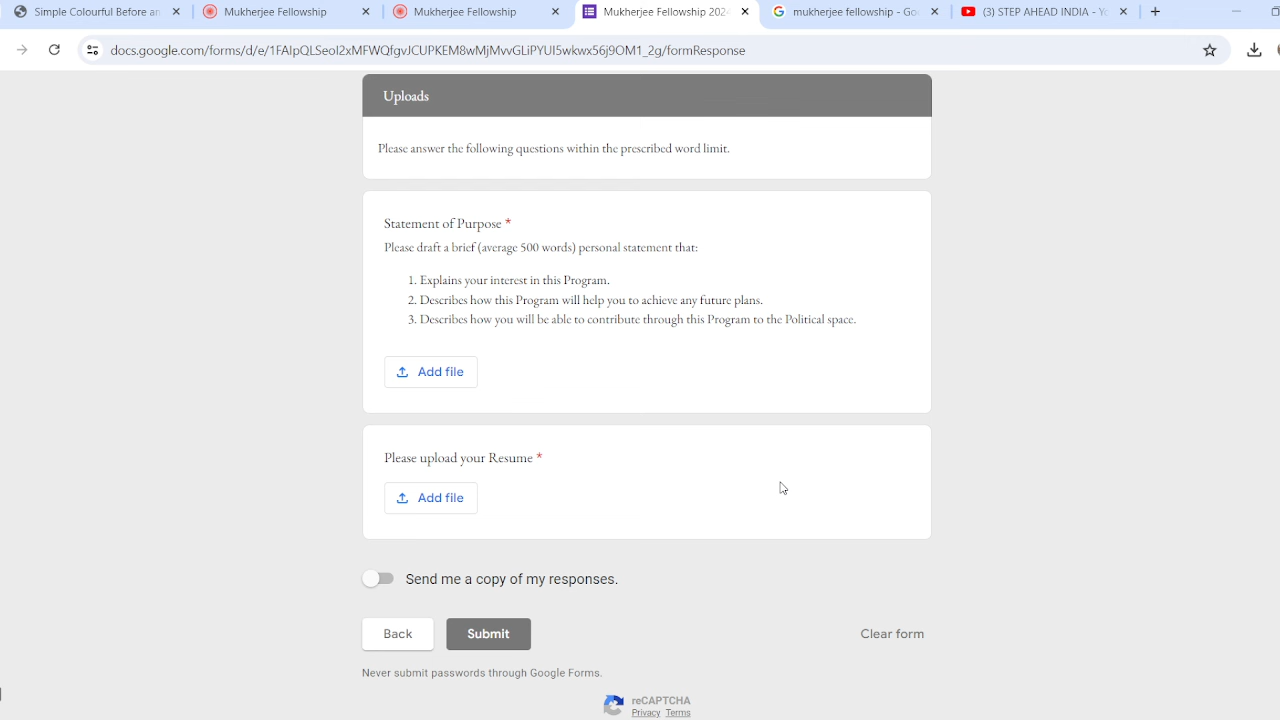 Simple Colourful Before an
Mukherjee Fellowship
Mukherjee Fellowship
Mukherjee Fellowship 2024
mukherjee fellowship - Go
(3) STEP AHEAD INDIA - Yo
docs.google.com/forms/d/e/1FAIpQLSeoI2xMFWQfgvJCUPKEM8wMjMvvGLiPYUI5wkwx56j9OM1_2g/formResponse
Uploads
Please answer the following questions within the prescribed word limit.
Statement of Purpose *
Please draft a brief (average 500 words) personal statement that:
1. Explains your interest in this Program.
2. Describes how this Program will help you to achieve any future plans.
3. Describes how you will be able to contribute through this Program to the Political space.
Add file
Please upload your Resume *
Add file
Send me a copy of my responses.
Back
Submit
Clear form
Never submit passwords through Google Forms.
reCAPTCHA
Privacy Terms